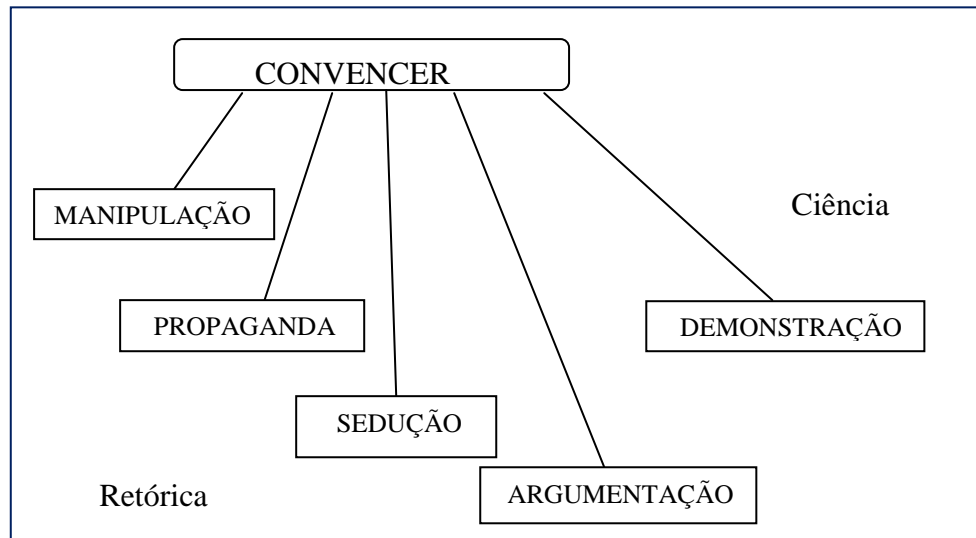 CONVENCER
MANIPULAÇÃO
Ciência
PROPAGANDA
DEMONSTRAÇÃO
SEDUÇÃO
Retórica
ARGUMENTAÇÃO